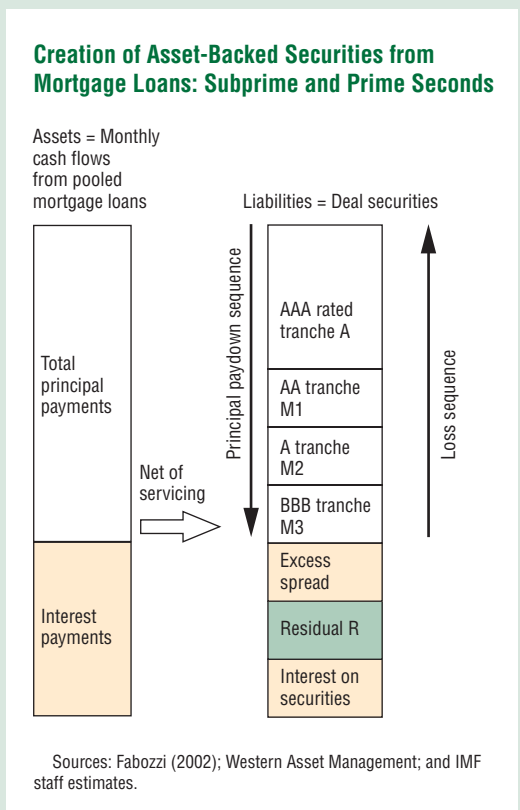 Creation of Asset-Backed Securities from
Mortgage Loans: Subprime and Prime Seconds
Assets = Monthly
cash flows
from pooled
mortgage loans
Liabilities = Deal securities
Total
principal
payments
Interest
payments
Net of
servicing
Principal paydown sequence
AAA rated
tranche A
AA tranche
M1
A tranche
M2
BBB tranche
M3
Excess
spread
Residual R
Interest on
securities
Loss sequence
Sources: Fabozzi (2002); Western Asset Management; and IMF
staff estimates.